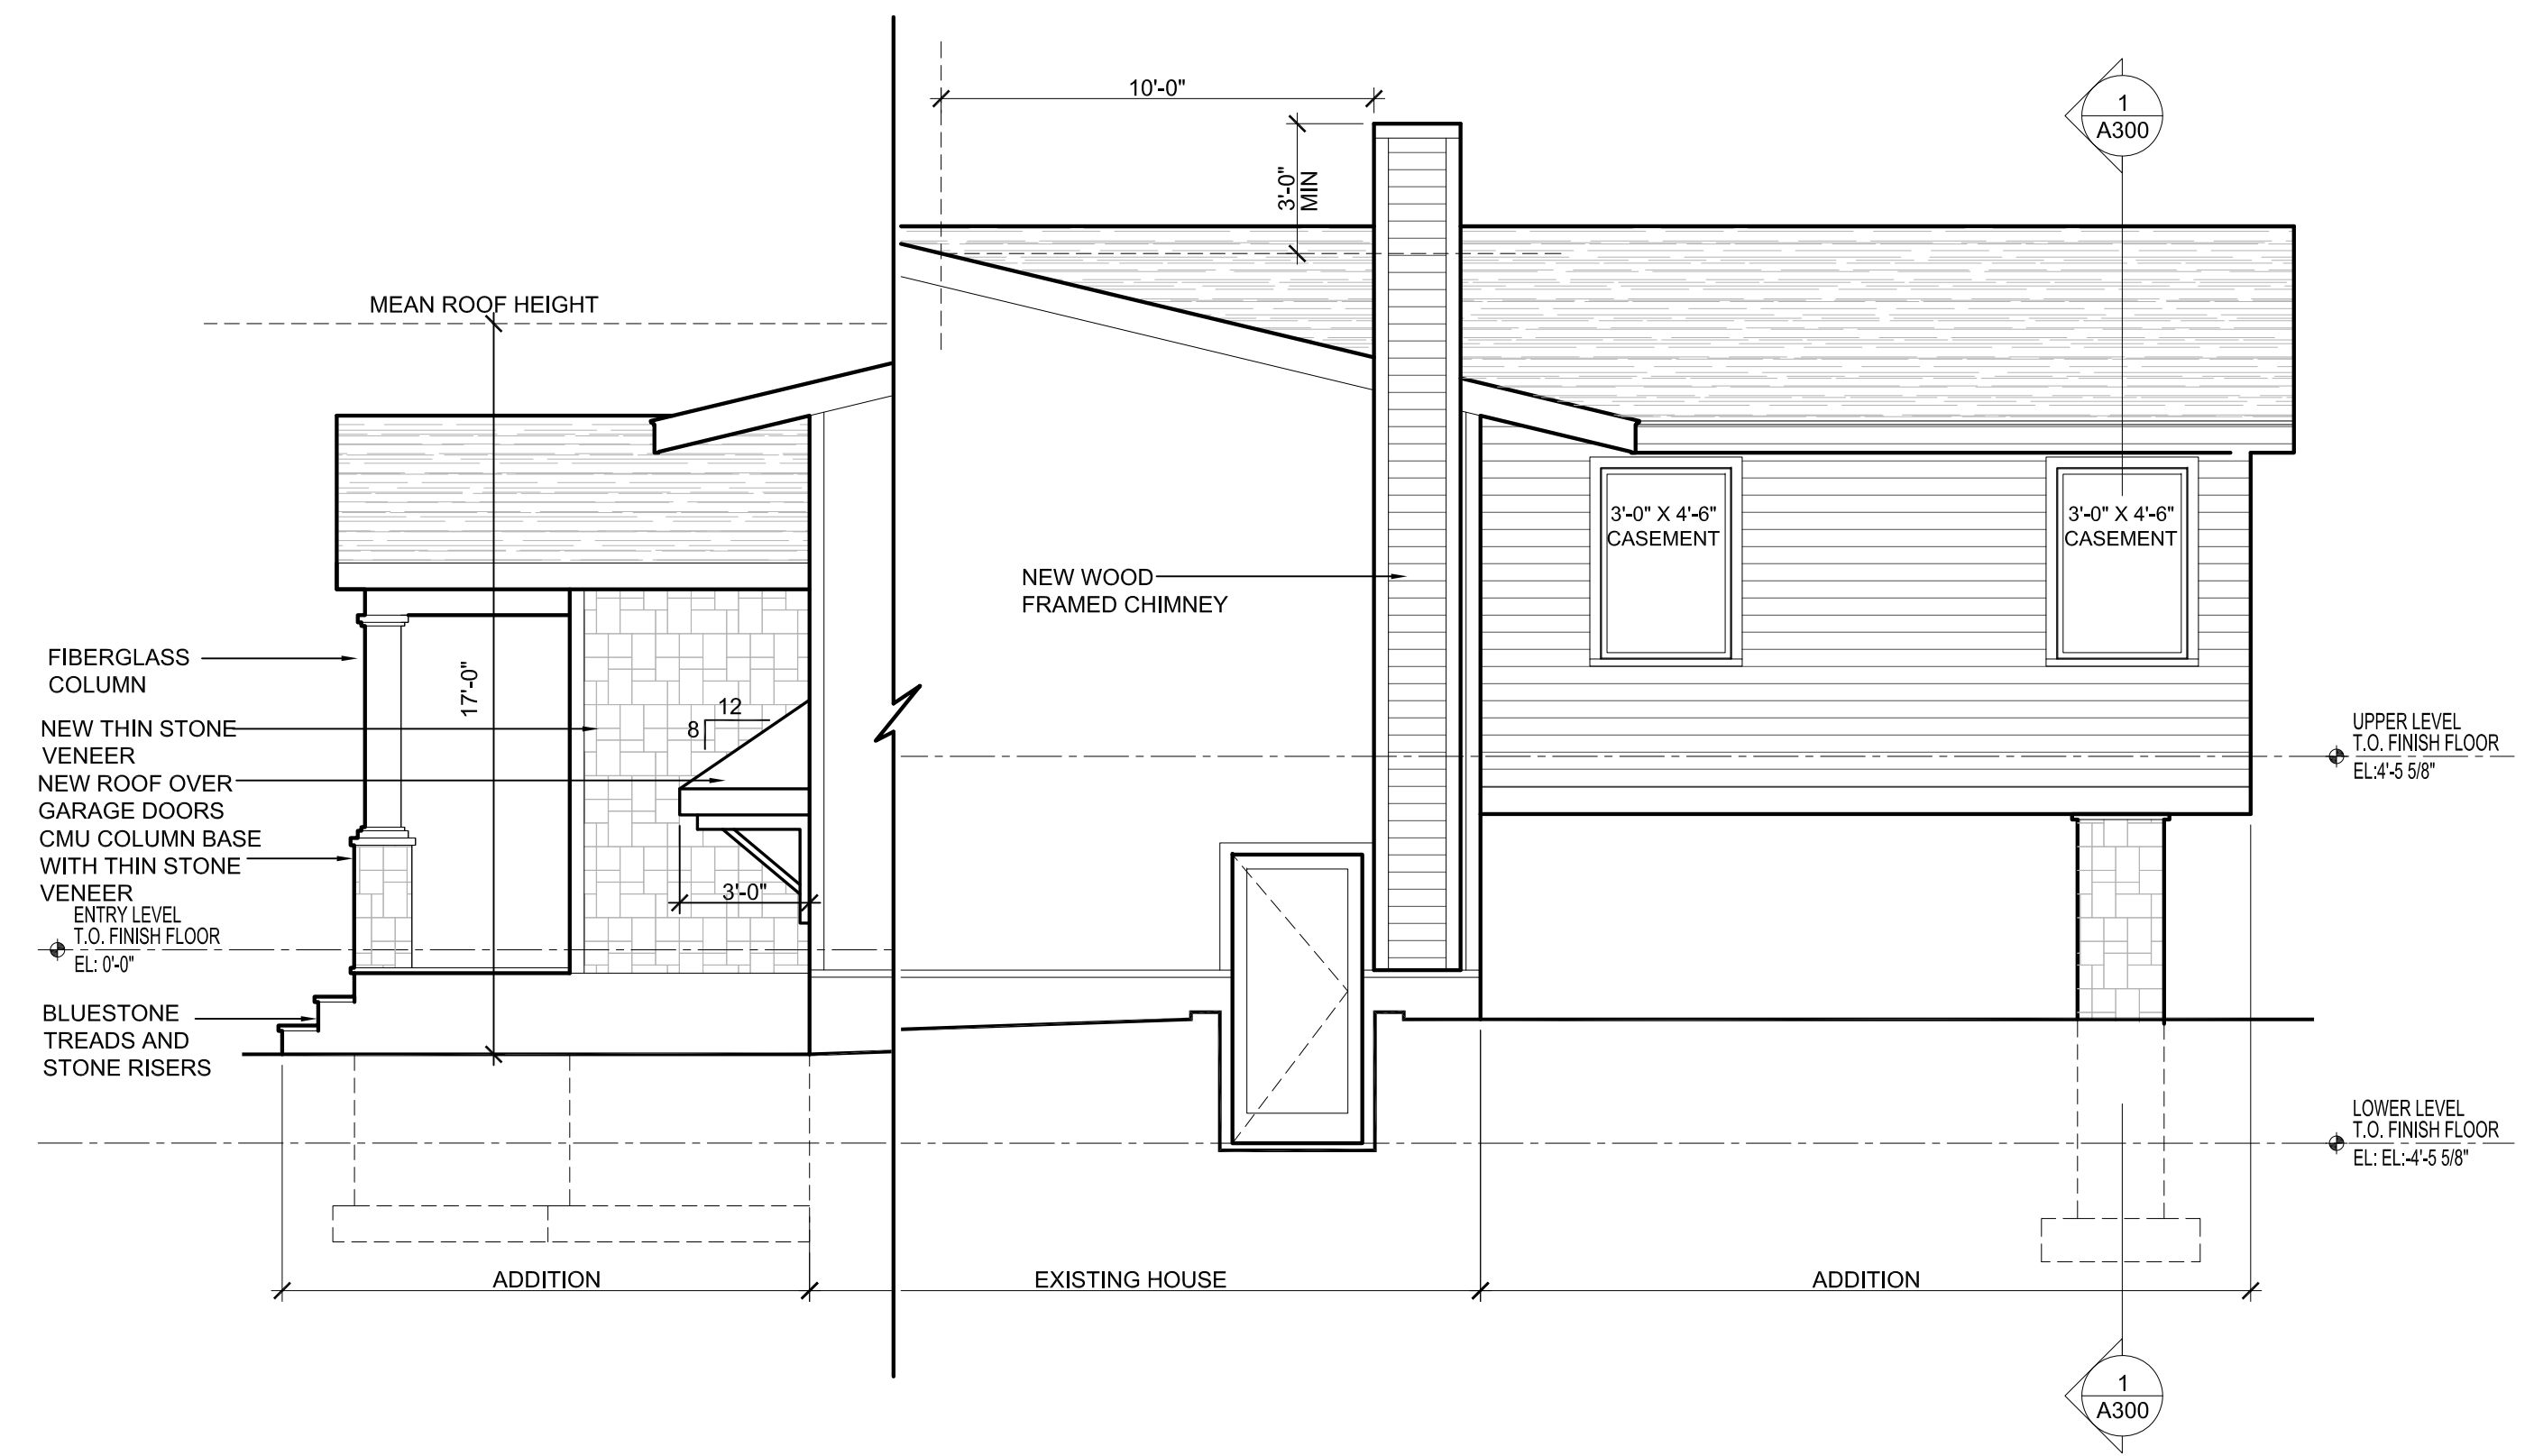 10'-0"
1
A300
3'-0"
MIN
MEAN ROOF HEIGHT
3'-0" X 4'-6"
CASEMENT
3'-0" X 4'-6"
CASEMENT
NEW WOOD
FRAMED CHIMNEY
FIBERGLASS
COLUMN
17'-0"
12
8
NEW THIN STONE
VENEER
NEW ROOF OVER
GARAGE DOORS
CMU COLUMN BASE
WITH THIN STONE
VENEER
3'-0"
UPPER LEVEL
T.O. FINISH FLOOR
EL:4'-5 5/8"
ENTRY LEVEL
T.O. FINISH FLOOR
EL: 0'-0"
BLUESTONE
TREADS AND
STONE RISERS
LOWER LEVEL
T.O. FINISH FLOOR
EL: EL:-4'-5 5/8"
ADDITION
EXISTING HOUSE
ADDITION
1
A300